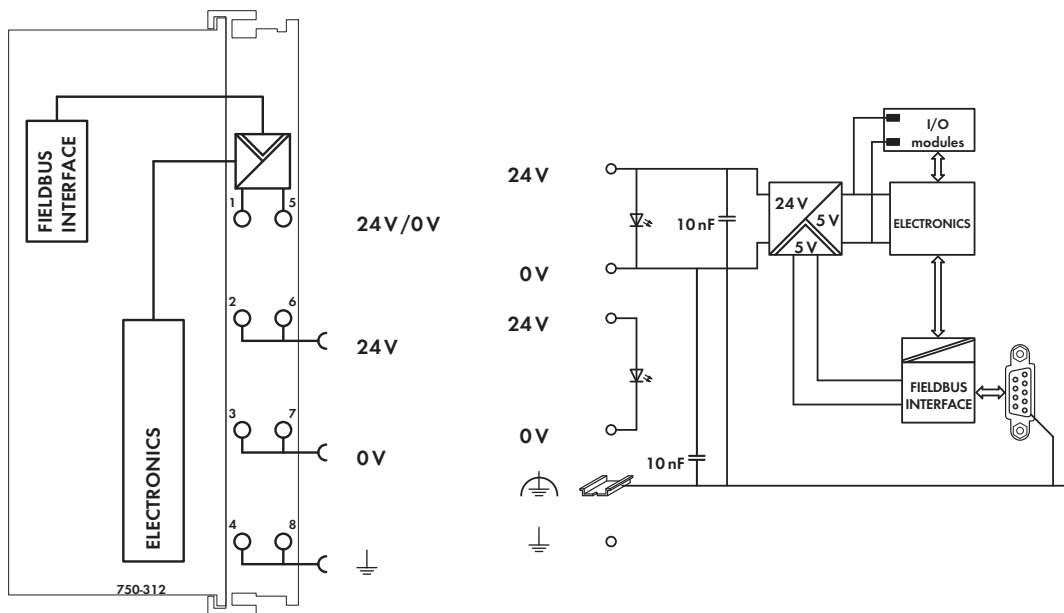 FIELDBUS
INTERFACE
1
5
24V/0V
2
6
24V
ELECTRONICS
3
7
0V
4
8
750-312
I/O
modules
24V
24V
5V
5V
10nF
ELECTRONICS
0V
24V
FIELDBUS
INTERFACE
0V
10nF